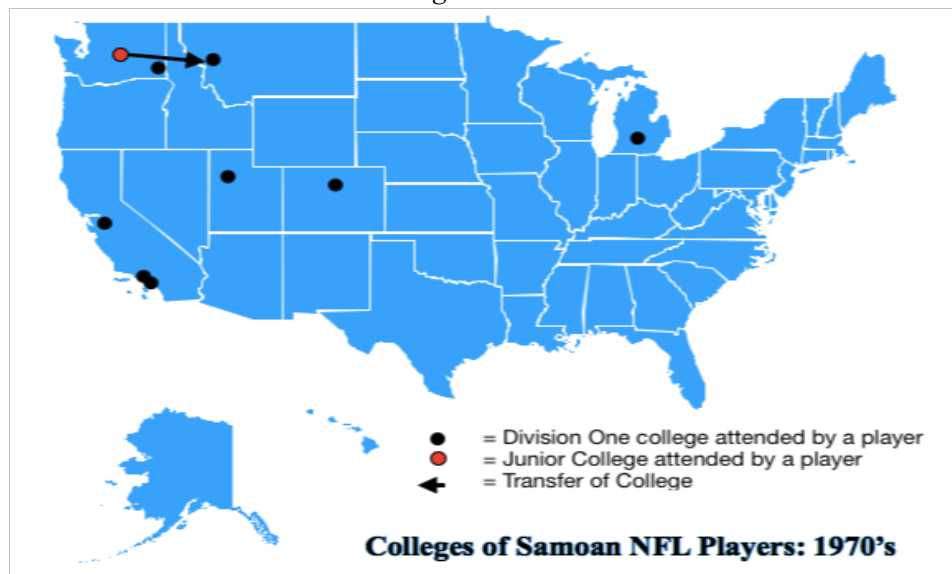 = Division One college attended by a player
= Junior College attended by a player
= Transfer of College
Colleges of Samoan NFL Players: 1970's